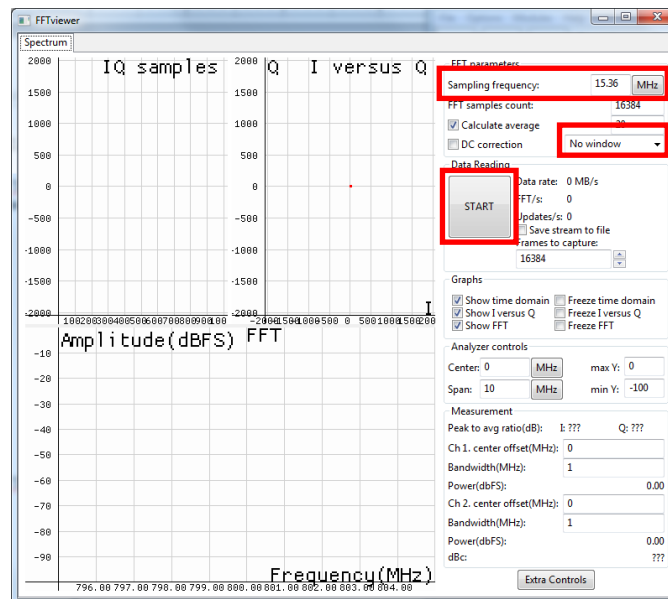 FFTviewer
Spectrum
IQ samples
2000
1500
1000
500
0
-500
-1000
-1500
-2000
100200300400500600700800900100
Q I versus Q
2000
1500
1000
500
0
-500
-1000
-1500
-2000
I
500 0 500
Amplitude(dBFS) FFT
-10
-20
-30
-40
-50
-60
-70
-80
-90
Frequency(MHz)
796.00 797.00 798.00 799.00 800.00 801.00 802.00 803.00 804.00
FFT parameters
Sampling frequency: 15.36 MHz
FFT samples count: 16384
Calculate average 20
DC correction No window
Data Reading
START
Data rate: 0 MB/s
FFT/s: 0
Updates/s: 0
Save stream to file
Frames to capture:
16384
Graphs
Show time domain Freeze time domain
Show I versus Q Freeze I versus Q
Show FFT Freeze FFT
Analyzer controls
Center: 0 MHz max Y: 0
Span: 10 MHz min Y: -100
Measurement
Peak to avg ratio(dB): I: ??? Q: ???
Ch 1. center offset(MHz): 0
Bandwidth(MHz): 1
Power(dbFS): 0.00
Ch 2. center offset(MHz): 0
Bandwidth(MHz): 1
Power(dbFS): 0.00
dBc: ???
Extra Controls